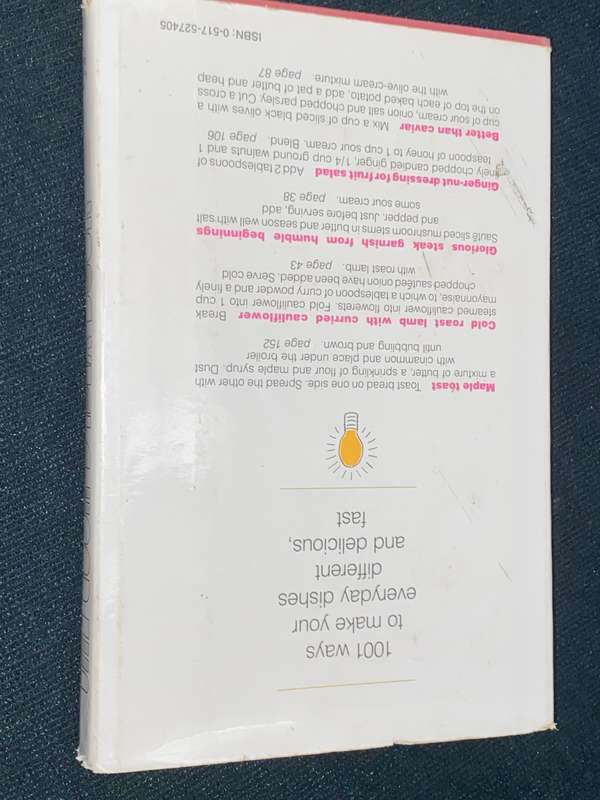 1001 ways
to make your
everyday dishes
different
and delicious,
fast
Maple toast Toast bread on one side. Spread the other with
a mixture of butter, a sprinkling of flour and maple syrup. Dust
with cinnamon and place under the broiler
until bubbling and brown. page 152
Cold roast lamb with curried cauliflower Break
steamed cauliflower into flowerets. Fold cauliflower into 1 cup
mayonnaise, to which a tablespoon of curry powder and a finely
chopped sautéed onion have been added. Serve cold
with roast lamb. page 43
Glorious steak garnish from humble beginnings
Sauté sliced mushroom stems in butter and season well with salt
and pepper. Just before serving, add
some sour cream. page 38
Ginger-nut dressing for fruit salad Add 2 tablespoons of
finely chopped candied ginger, 1/4 cup ground walnuts and 1
teaspoon of honey to 1 cup sour cream. Blend. page 106
Better than caviar Mix a cup of sliced black olives with a
cup of sour cream, onion salt and chopped parsley. Cut a cross
on the top of each baked potato, add a pat of butter and heap
with the olive-cream mixture. page 87
ISBN: 0-517-527405